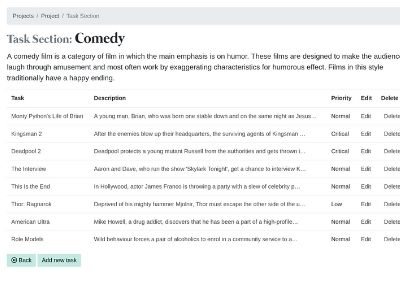 Projects / Project / Task Section
Task Section: Comedy
A comedy film is a category of film in which the main emphasis is on humor. These films are designed to make the audienc
laugh through amusement and most often work by exaggerating characteristics for humorous effect. Films in this style
traditionally have a happy ending.
Task Description Priority Edit Delete
Monty Python's Life of Brian A young man, Brian, who was born one stable down and on the same night as Jesus... Normal Edit Delete
Kingsman 2 After the enemies blow up their headquarters, the surviving agents of Kingsman ... Critical Edit Delete
Deadpool 2 Deadpool protects a young mutant Russell from the authorities and gets thrown i... Critical Edit Delete
The Interview Aaron and Dave, who run the show 'Skylark Tonight', get a chance to interview K... Normal Edit Delete
This Is the End In Hollywood, actor James Franco is throwing a party with a slew of celebrity p... Normal Edit Delete
Thor: Ragnarok Deprived of his mighty hammer Mjolnir, Thor must escape the other side of the u... Low Edit Delete
American Ultra Mike Howell, a drug addict, discovers that he has been a part of a high-profile... Normal Edit Delete
Role Models Wild behaviour forces a pair of alcoholics to enrol in a community service to a... Normal Edit Delete
Back Add new task